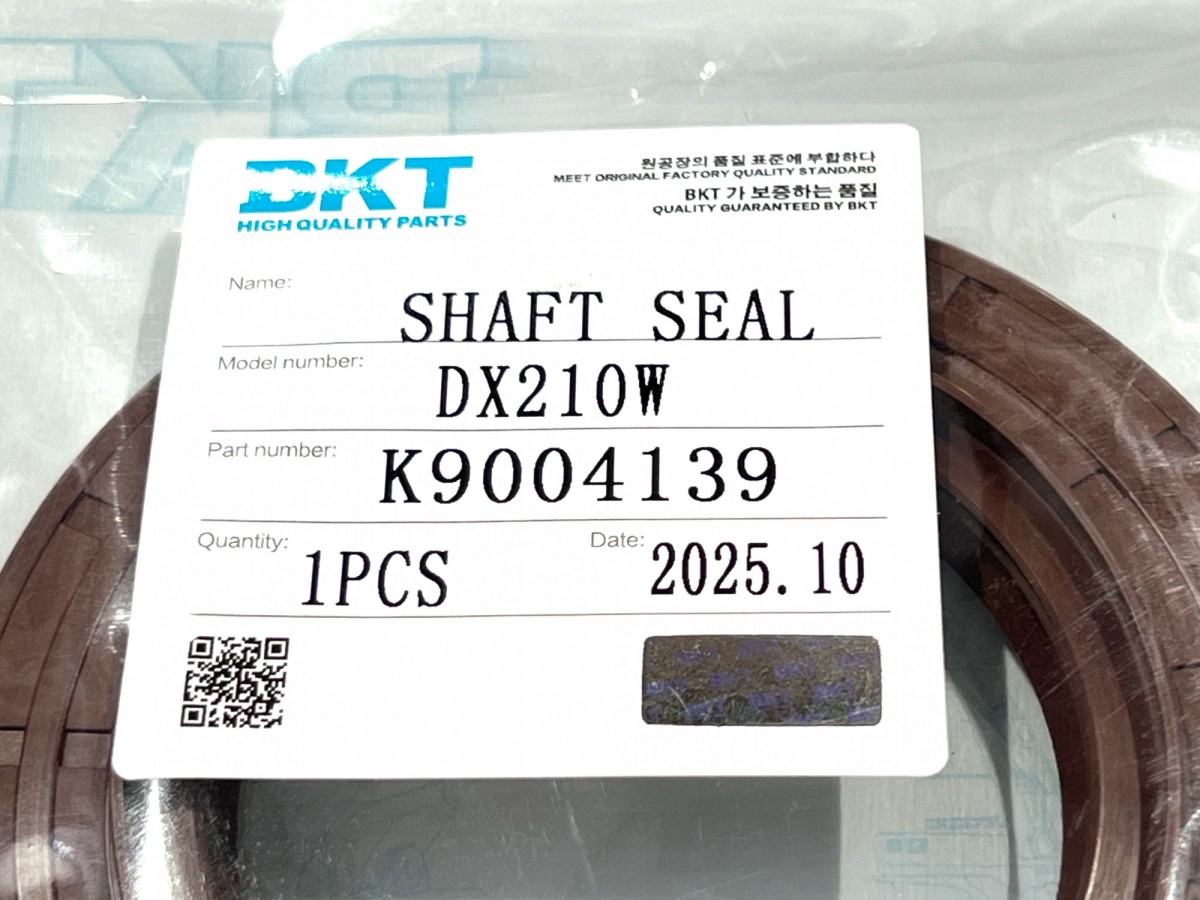 BKT
BKT
HIGH QUALITY PARTS
원공장의 품질 표준에 부합하다
MEET ORIGINAL FACTORY QUALITY STANDARD
BKT 가 보증하는 품질
QUALITY GUARANTEED BY BKT
Name: SHAFT SEAL
Model number: DX210W
Part number: K9004139
Quantity: 1PCS Date: 2025.10